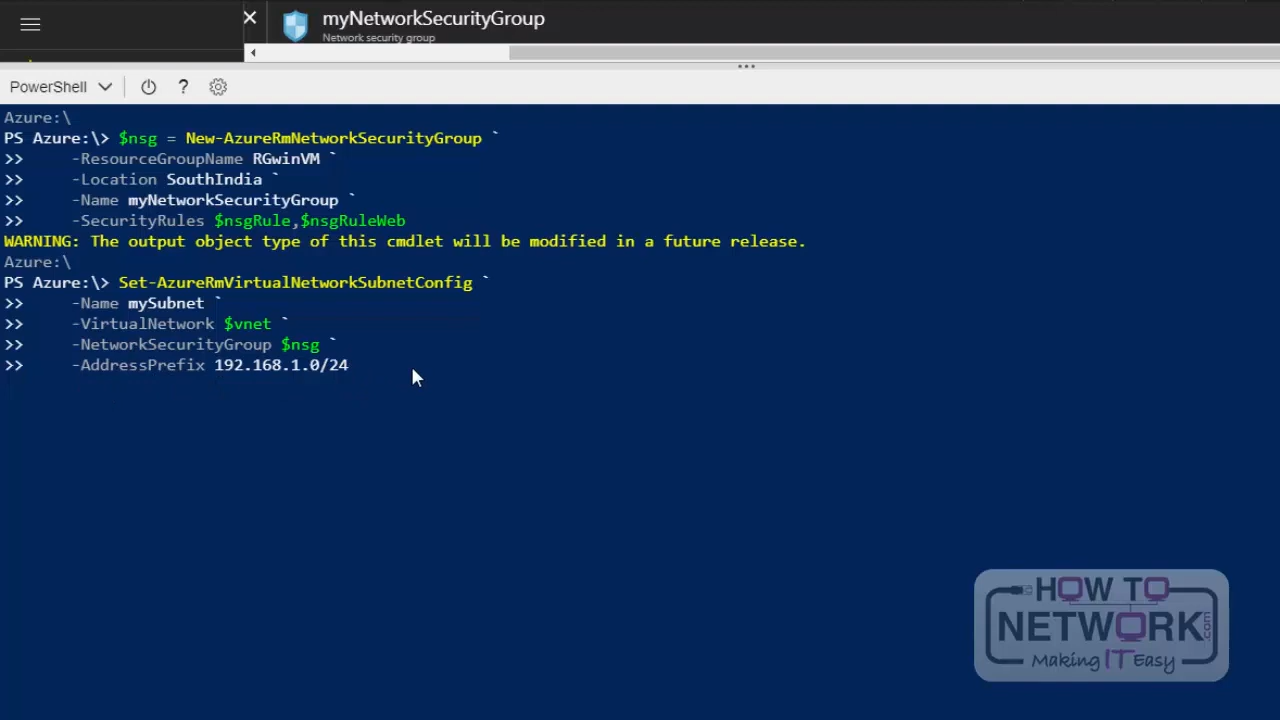 myNetworkSecurityGroup
Network security group
PowerShell
?
Azure:\
PS Azure:\> $nsg = New-AzureRmNetworkSecurityGroup `
>>     -ResourceGroupName RGwinVM `
>>     -Location SouthIndia `
>>     -Name myNetworkSecurityGroup `
>>     -SecurityRules $nsgRule,$nsgRuleWeb
WARNING: The output object type of this cmdlet will be modified in a future release.
Azure:\
PS Azure:\> Set-AzureRmVirtualNetworkSubnetConfig `
>>     -Name mySubnet `
>>     -VirtualNetwork $vnet `
>>     -NetworkSecurityGroup $nsg `
>>     -AddressPrefix 192.168.1.0/24
HOW TO
NETWORK.com
Making IT Easy